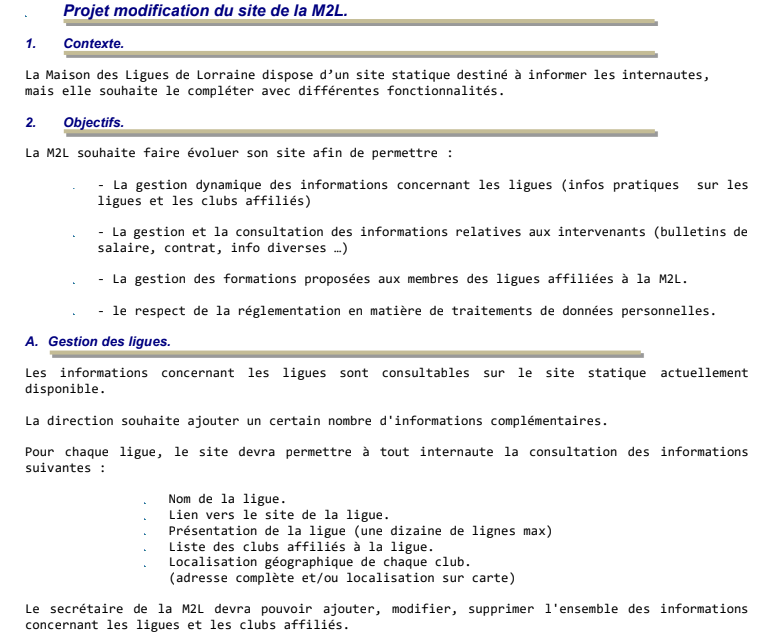 Projet modification du site de la M2L.
1. Contexte.
La Maison des Ligues de Lorraine dispose d’un site statique destiné à informer les internautes,
mais elle souhaite le compléter avec différentes fonctionnalités.
2. Objectifs.
La M2L souhaite faire évoluer son site afin de permettre :
- La gestion dynamique des informations concernant les ligues (infos pratiques sur les
ligues et les clubs affiliés)
- La gestion et la consultation des informations relatives aux intervenants (bulletins de
salaire, contrat, info diverses …)
- La gestion des formations proposées aux membres des ligues affiliées à la M2L.
- le respect de la réglementation en matière de traitements de données personnelles.
A. Gestion des ligues.
Les informations concernant les ligues sont consultables sur le site statique actuellement
disponible.
La direction souhaite ajouter un certain nombre d'informations complémentaires.
Pour chaque ligue, le site devra permettre à tout internaute la consultation des informations
suivantes :
. Nom de la ligue.
. Lien vers le site de la ligue.
. Présentation de la ligue (une dizaine de lignes max)
. Liste des clubs affiliés à la ligue.
. Localisation géographique de chaque club.
(adresse complète et/ou localisation sur carte)
Le secrétaire de la M2L devra pouvoir ajouter, modifier, supprimer l'ensemble des informations
concernant les ligues et les clubs affiliés.